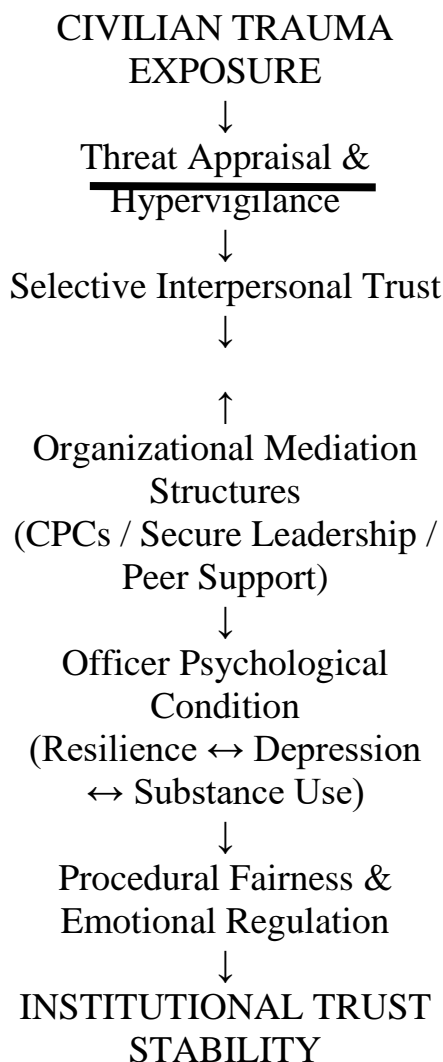 CIVILIAN TRAUMA
EXPOSURE
↓
Threat Appraisal &
Hypervigilance
↓
Selective Interpersonal Trust
↓
↑
Organizational Mediation
Structures
(CPCs / Secure Leadership /
Peer Support)
↓
Officer Psychological
Condition
(Resilience ↔ Depression
↔ Substance Use)
↓
Procedural Fairness &
Emotional Regulation
↓
INSTITUTIONAL TRUST
STABILITY